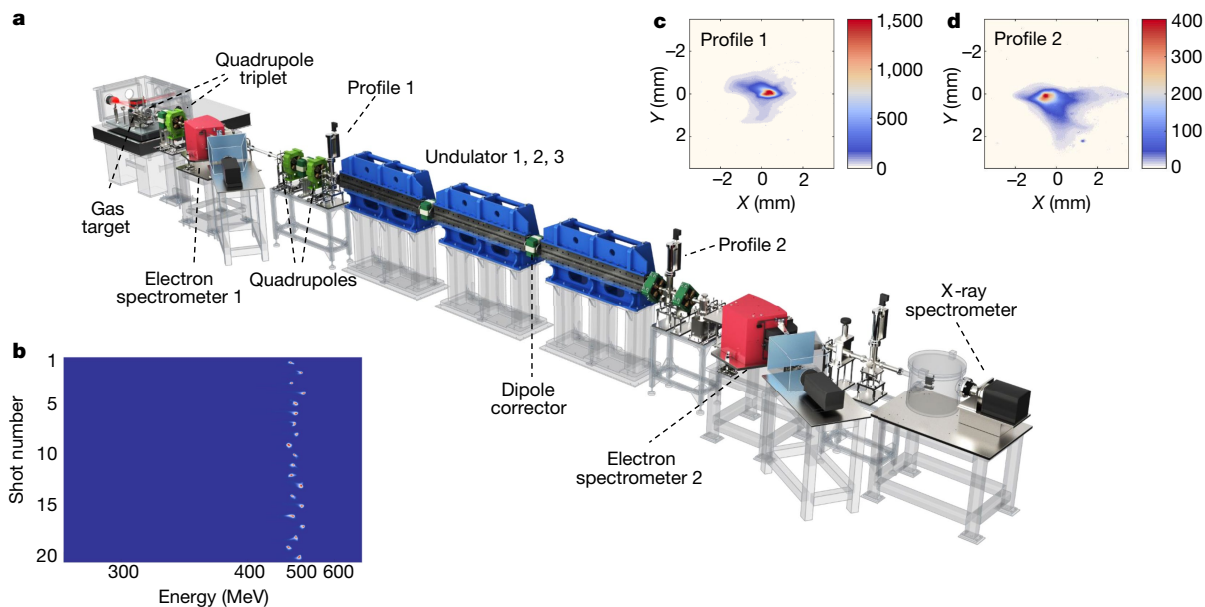 a
Quadrupole
triplet
Profile 1
Undulator 1, 2, 3
Gas
target
Electron
spectrometer 1
Quadrupoles
Profile 2
X-ray
spectrometer
Dipole
corrector
Electron
spectrometer 2
b
1
5
10
15
20
Shot number
300 400 500 600
Energy (MeV)
c
Profile 1
−2
0
2
Y (mm)
−2 0 2
X (mm)
1,500
1,000
500
0
d
Profile 2
−2
0
2
Y (mm)
−2 0 2
X (mm)
400
300
200
100
0